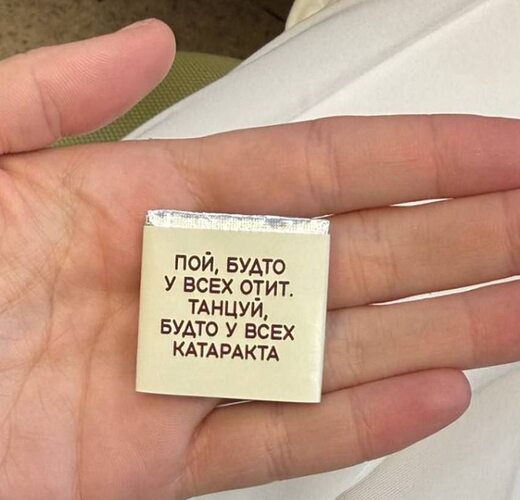 ПОЙ, БУДТО
У ВСЕХ ОТИТ.
ТАНЦУЙ,
БУДТО У ВСЕХ
КАТАРАКТА